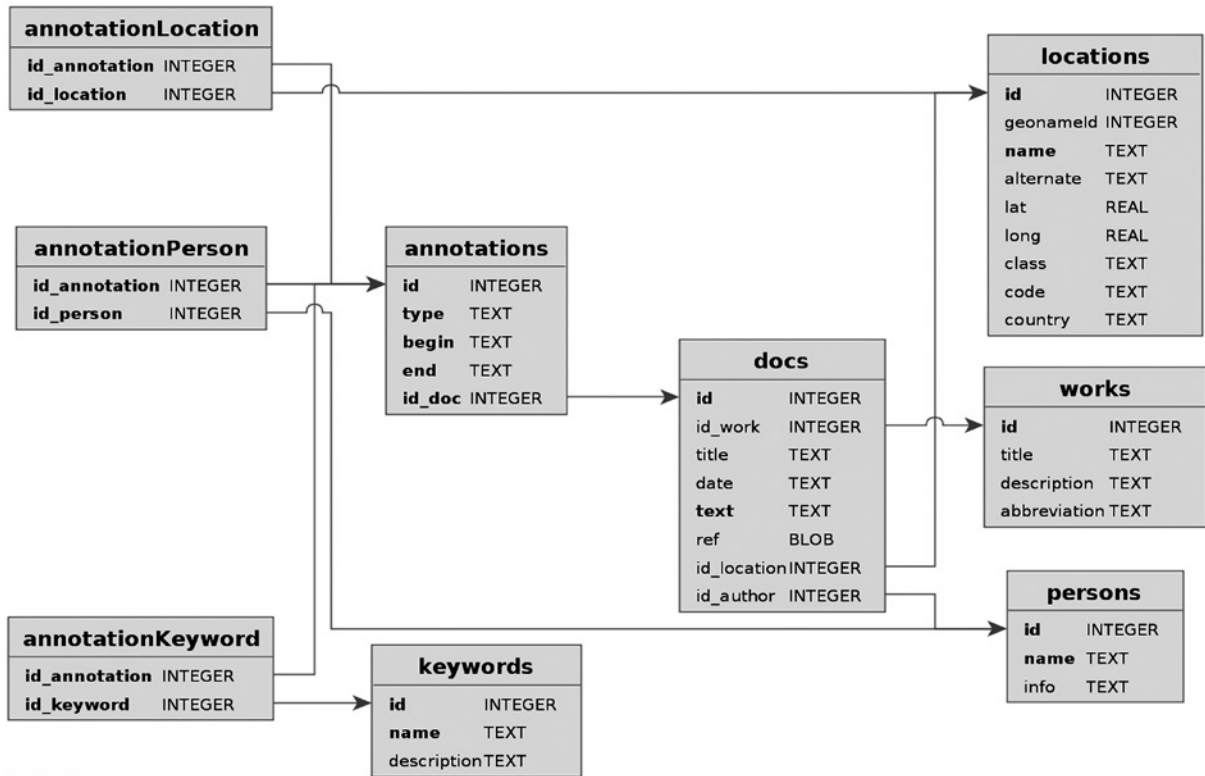 annotationLocation
id_annotation INTEGER
id_location INTEGER
locations
id INTEGER
geonameId INTEGER
name TEXT
alternate TEXT
lat REAL
long REAL
class TEXT
code TEXT
country TEXT
annotationPerson
id_annotation INTEGER
id_person INTEGER
annotations
id INTEGER
type TEXT
begin TEXT
end TEXT
id_doc INTEGER
docs
id INTEGER
id_work INTEGER
title TEXT
date TEXT
text TEXT
ref BLOB
id_location INTEGER
id_author INTEGER
works
id INTEGER
title TEXT
description TEXT
abbreviation TEXT
persons
id INTEGER
name TEXT
info TEXT
annotationKeyword
id_annotation INTEGER
id_keyword INTEGER
keywords
id INTEGER
name TEXT
description TEXT